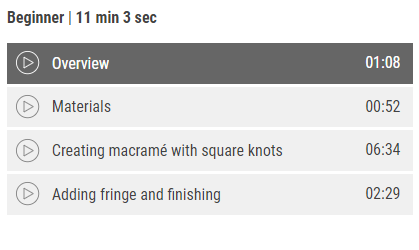 Beginner | 11 min 3 sec
Overview 01:08
Materials 00:52
Creating macramé with square knots 06:34
Adding fringe and finishing 02:29